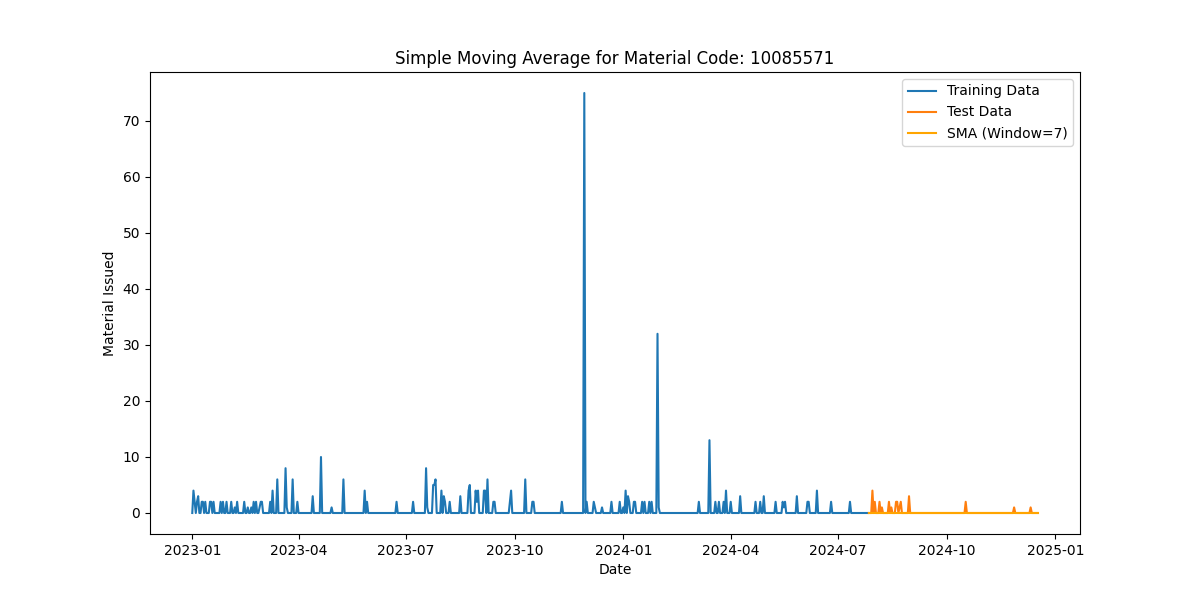 Simple Moving Average for Material Code: 10085571
Training Data
Test Data
SMA (Window=7)
70
60
50
40
30
20
10
0
Material Issued
2023-01 2023-04 2023-07 2023-10 2024-01 2024-04 2024-07 2024-10 2025-01
Date